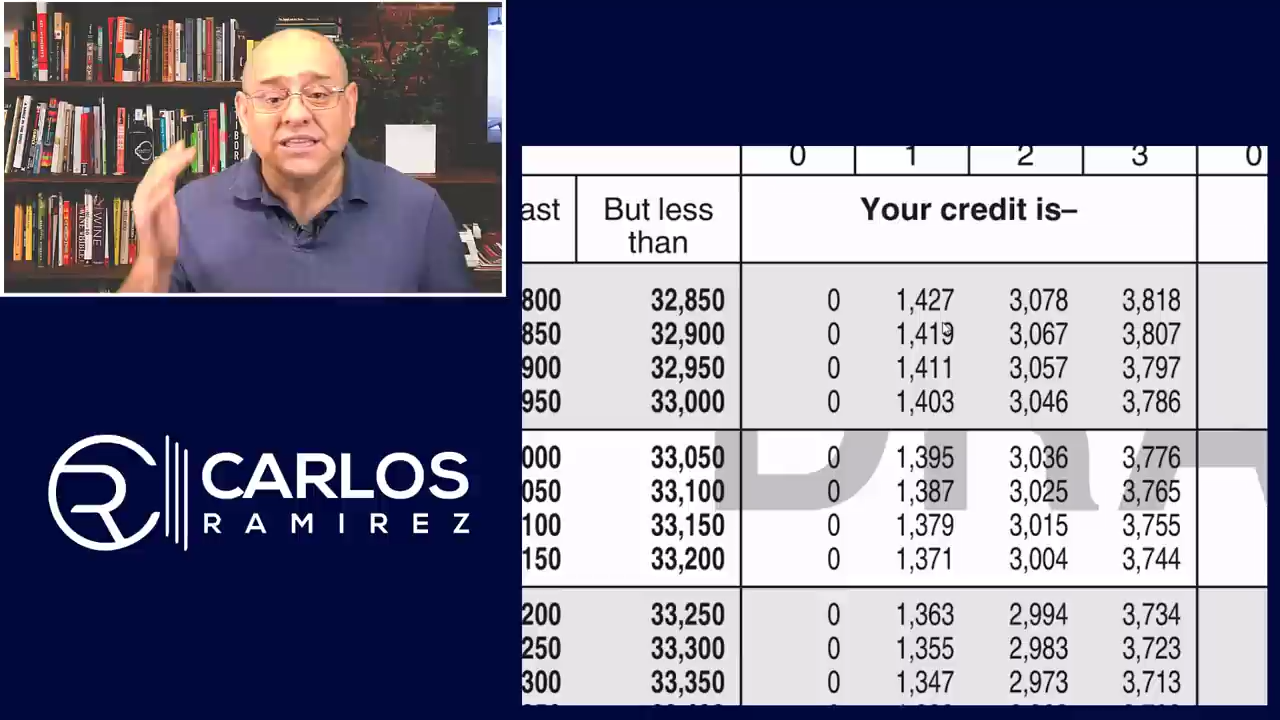 CARLOS
RAMIREZ
0 1 2 3 0
ast But less than Your credit is–
800 32,850 0 1,427 3,078 3,818
850 32,900 0 1,419 3,067 3,807
900 32,950 0 1,411 3,057 3,797
950 33,000 0 1,403 3,046 3,786
000 33,050 0 1,395 3,036 3,776
050 33,100 0 1,387 3,025 3,765
100 33,150 0 1,379 3,015 3,755
150 33,200 0 1,371 3,004 3,744
200 33,250 0 1,363 2,994 3,734
250 33,300 0 1,355 2,983 3,723
300 33,350 0 1,347 2,973 3,713